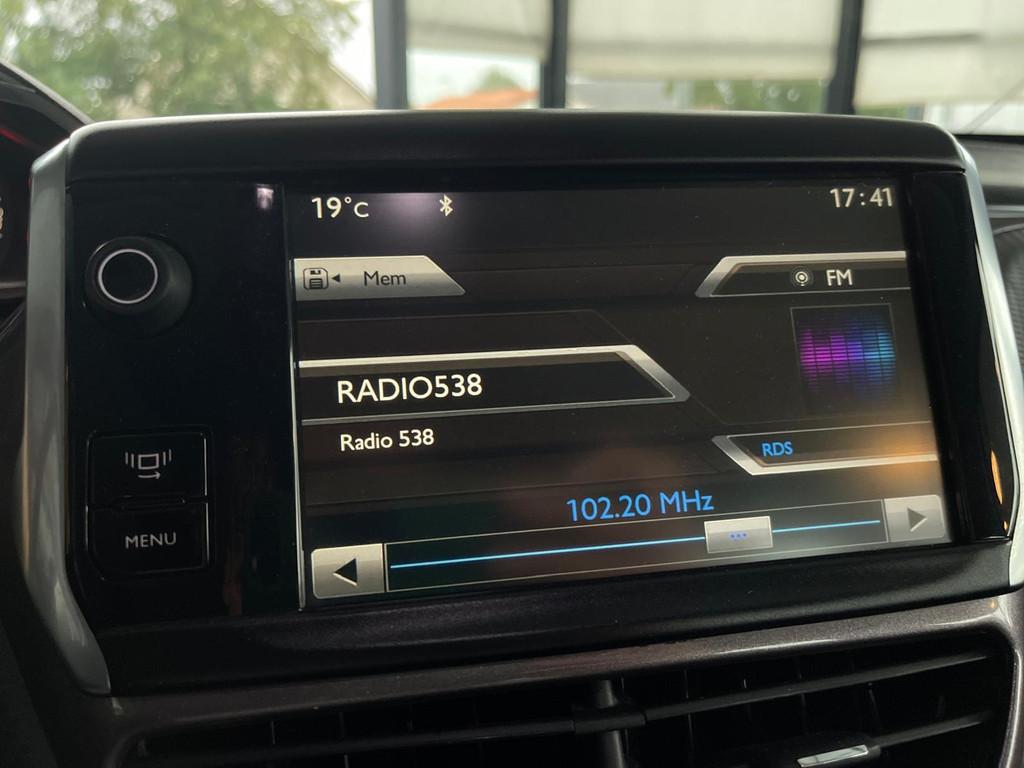 19°C 17:41
Mem FM
RADIO538
Radio 538
RDS
102.20 MHz
MENU